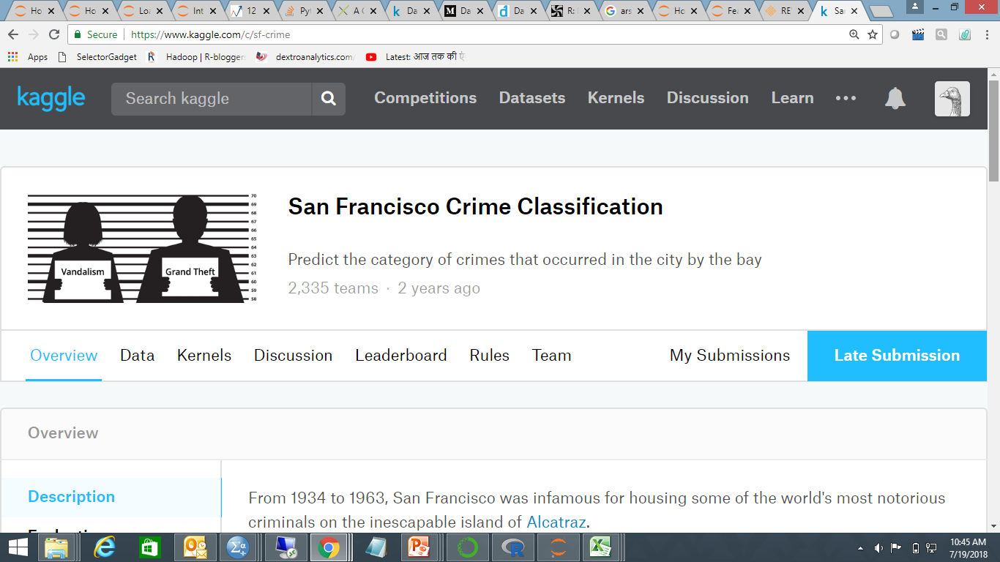 Ho Ho Loa Int 12 Pyt A C Da Da Da R: ars Ho Fea RE Sa
Secure https://www.kaggle.com/c/sf-crime
Apps SelectorGadget Hadoop | R-blogger dextroanalytics.com Latest: आज तक की ए
kaggle Search kaggle Competitions Datasets Kernels Discussion Learn
San Francisco Crime Classification
70
69
68
67
66
65
64
63
62
61
60
59
58
Vandalism Grand Theft
Predict the category of crimes that occurred in the city by the bay
2,335 teams · 2 years ago
Overview Data Kernels Discussion Leaderboard Rules Team My Submissions Late Submission
Overview
Description
From 1934 to 1963, San Francisco was infamous for housing some of the world's most notorious
criminals on the inescapable island of Alcatraz.
10:45 AM
7/19/2018